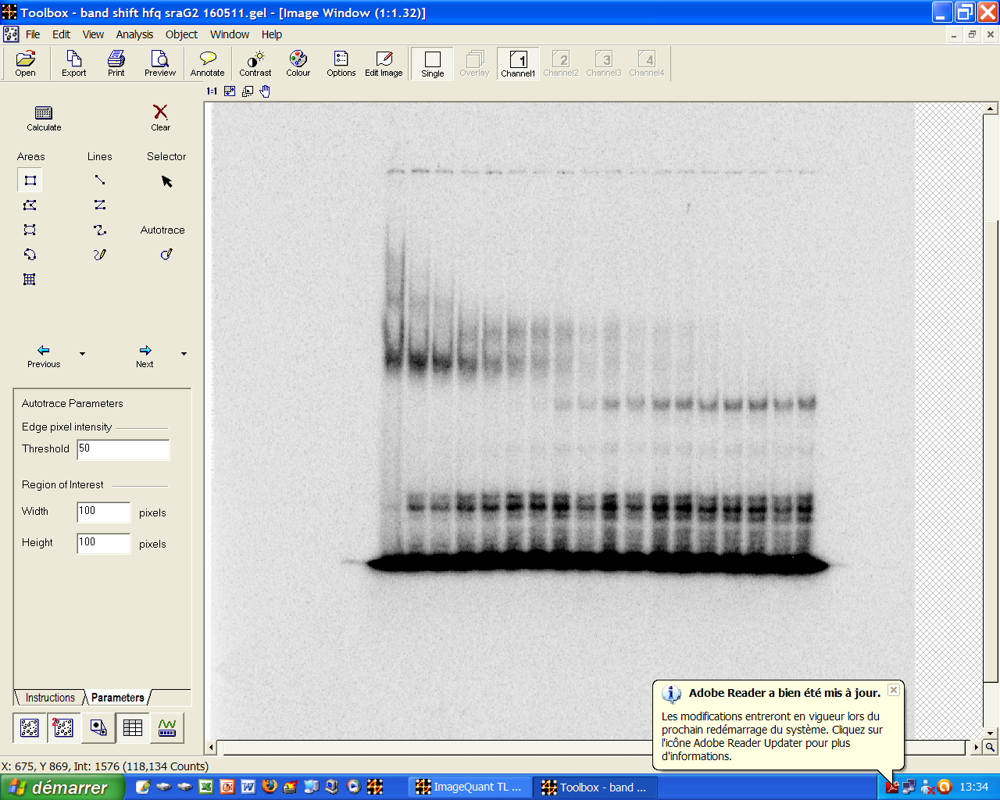 Toolbox - band shift hfq sraG2 160511.gel - [Image Window (1:1.32)]
File Edit View Analysis Object Window Help
Open Export Print Preview Annotate Contrast Colour Options Edit Image Single Overlay Channel1 Channel2 Channel3 Channel4
1:1
Calculate Clear
Areas Lines Selector
Autotrace
Previous Next
Autotrace Parameters
Edge pixel intensity
Threshold 50
Region of Interest
Width 100 pixels
Height 100 pixels
Instructions Parameters
Adobe Reader a bien été mis à jour.
Les modifications entreront en vigueur lors du
prochain redémarrage du système. Cliquez sur
l'icône Adobe Reader Updater pour plus
d'informations.
X: 675, Y 869, Int: 1576 (118,134 Counts)
démarrer ImageQuant TL ... Toolbox - band ... 13:34